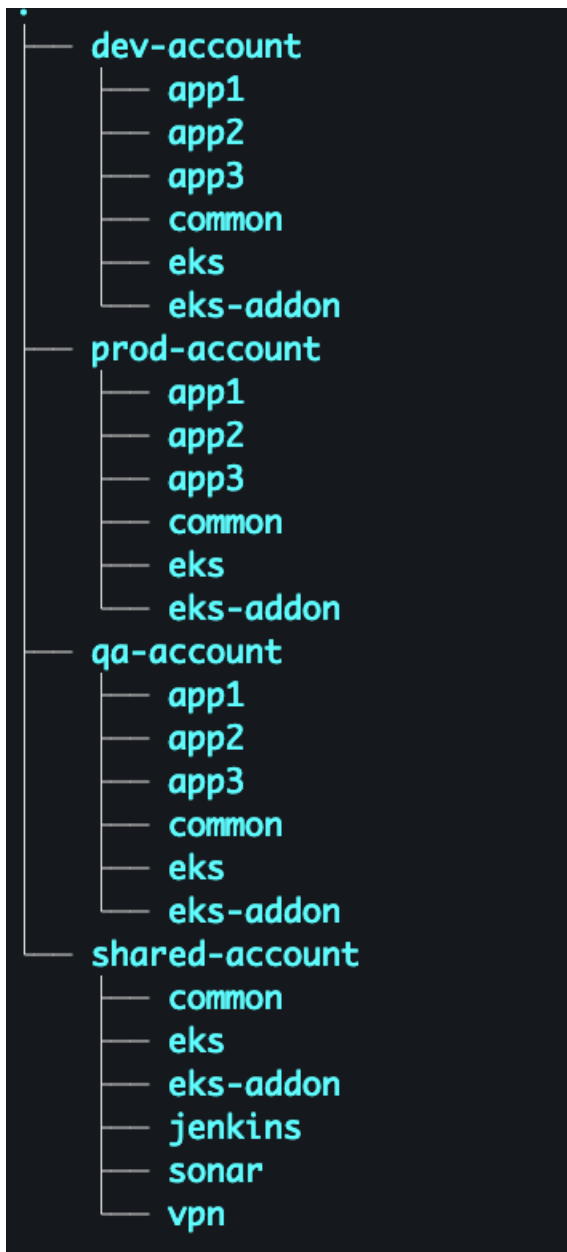 .
├── dev-account
│   ├── app1
│   ├── app2
│   ├── app3
│   ├── common
│   ├── eks
│   └── eks-addon
├── prod-account
│   ├── app1
│   ├── app2
│   ├── app3
│   ├── common
│   ├── eks
│   └── eks-addon
├── qa-account
│   ├── app1
│   ├── app2
│   ├── app3
│   ├── common
│   ├── eks
│   └── eks-addon
└── shared-account
    ├── common
    ├── eks
    ├── eks-addon
    ├── jenkins
    ├── sonar
    └── vpn